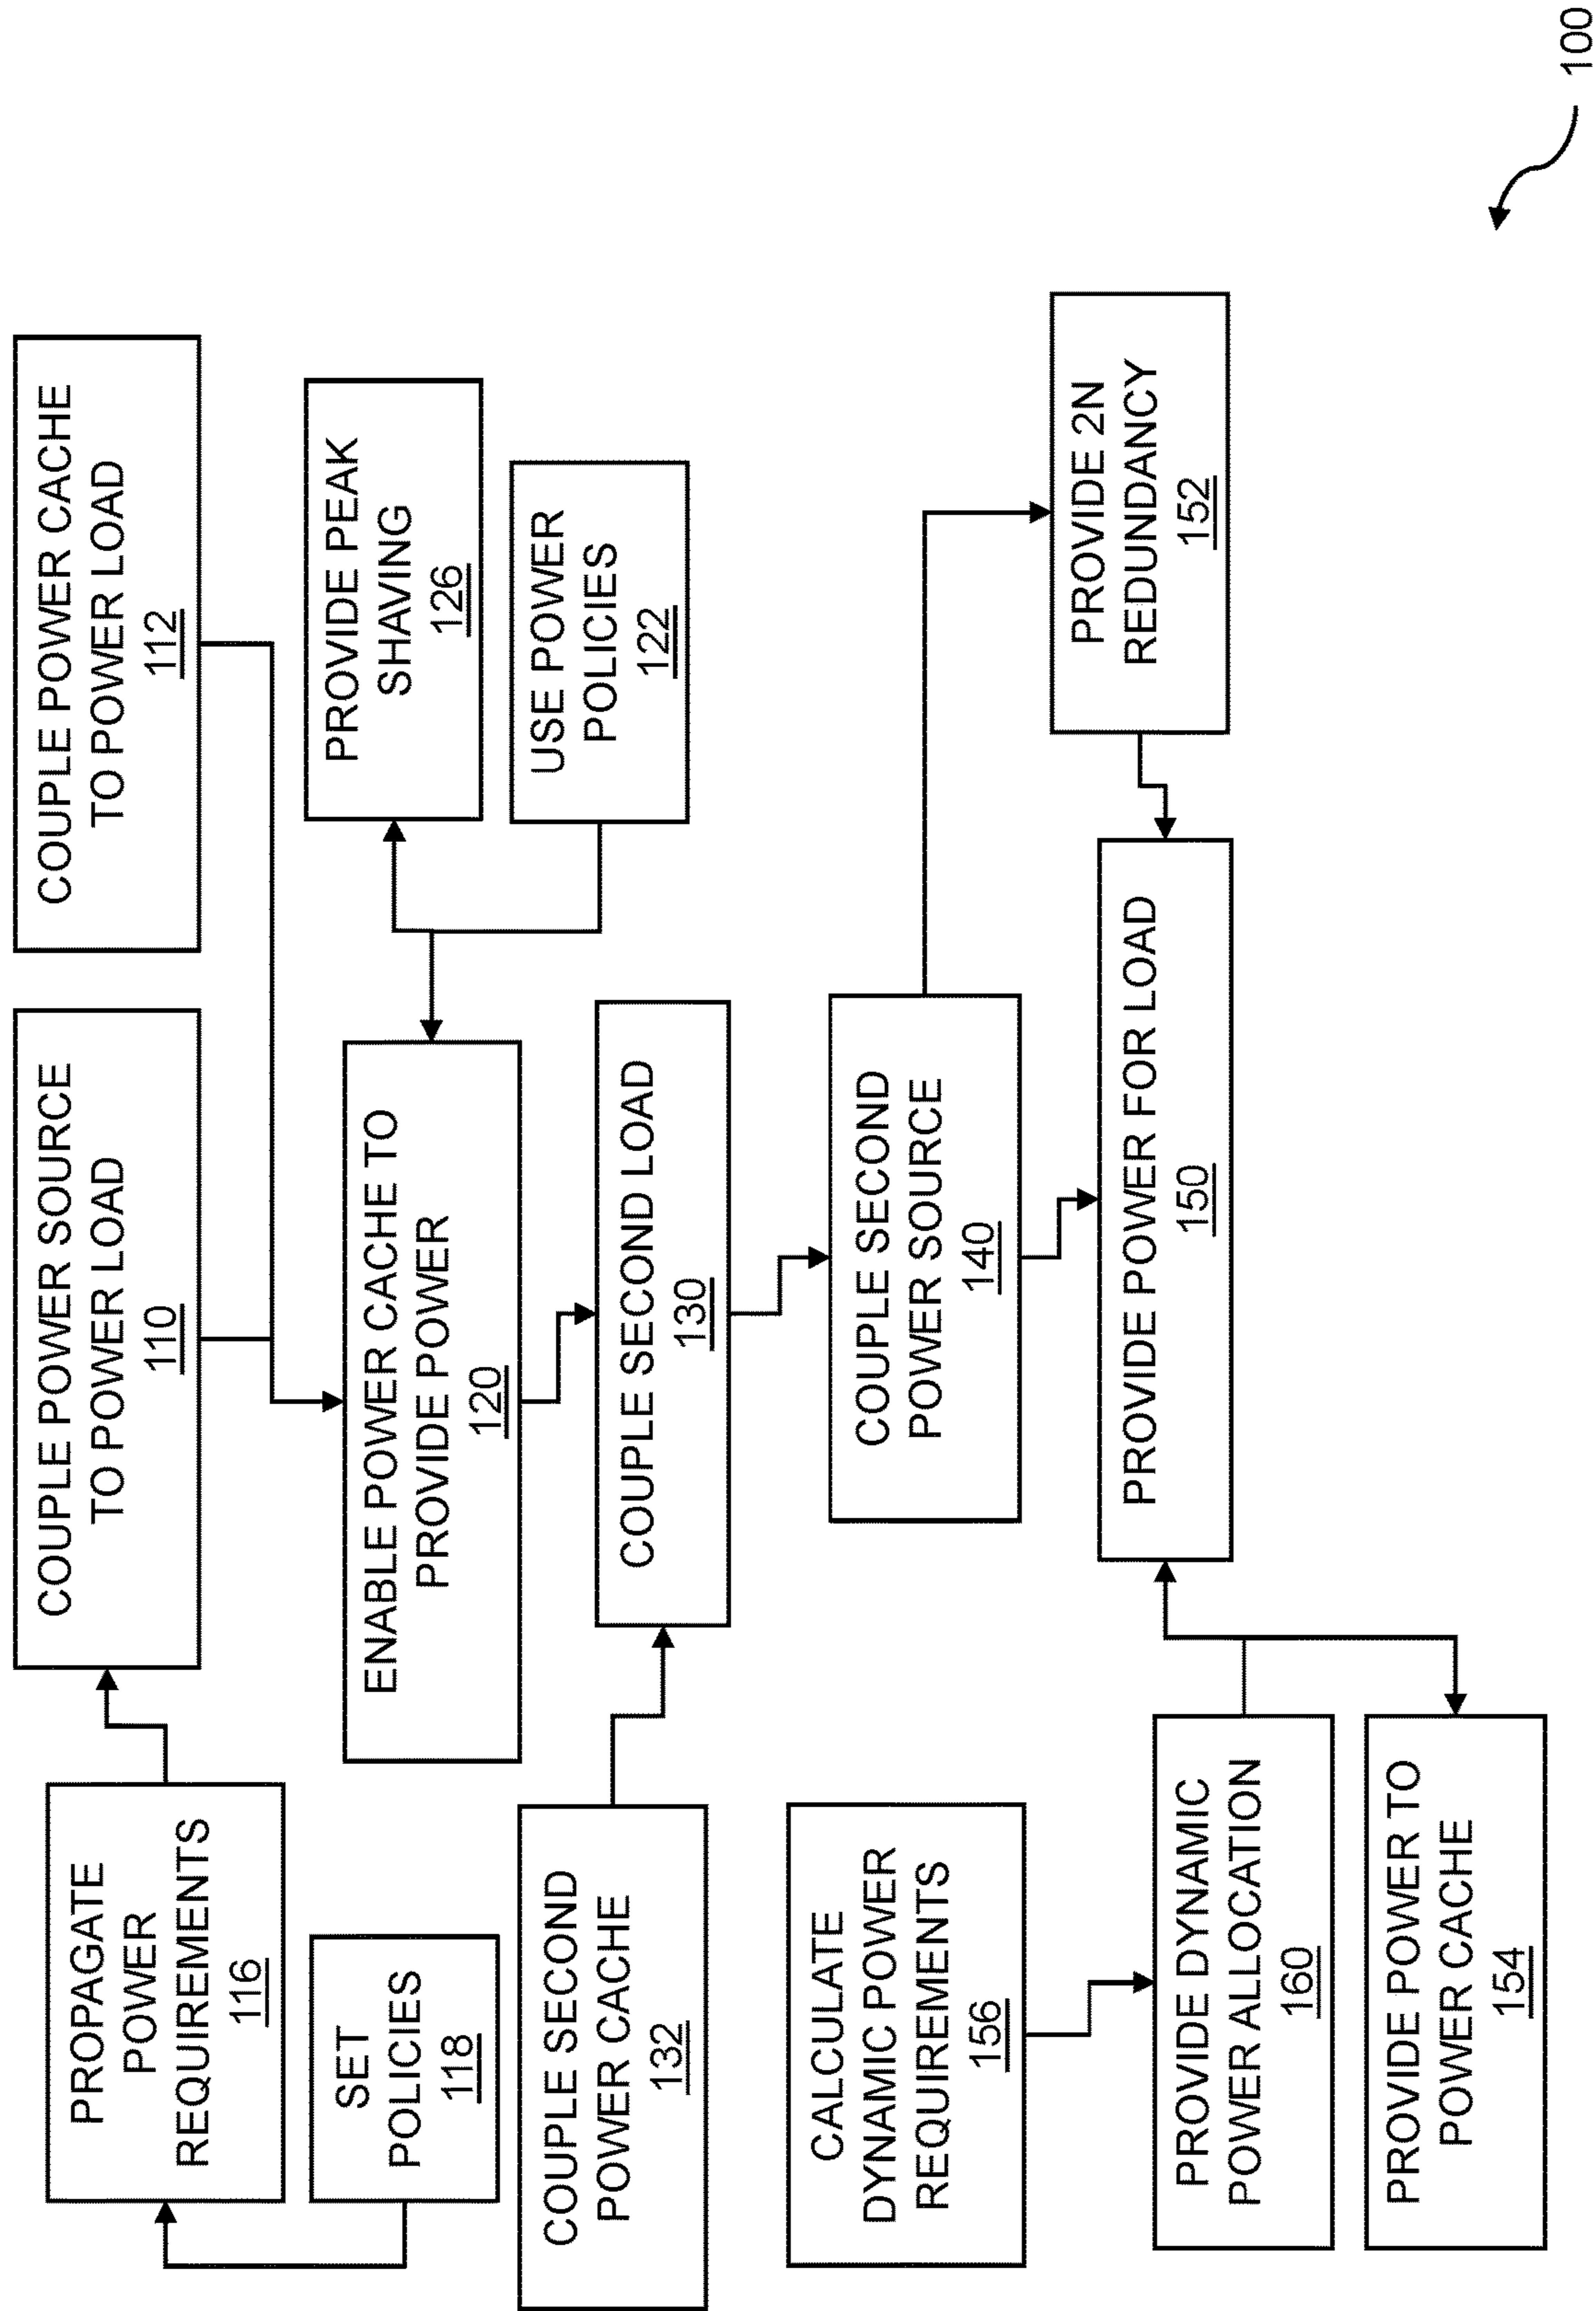 PROPAGATE
POWER
REQUIREMENTS
116
SET
POLICIES
118
COUPLE POWER SOURCE
TO POWER LOAD
110
COUPLE POWER CACHE
TO POWER LOAD
112
ENABLE POWER CACHE TO
PROVIDE POWER
120
PROVIDE PEAK
SHAVING
126
USE POWER
POLICIES
122
COUPLE SECOND
POWER CACHE
132
COUPLE SECOND LOAD
130
COUPLE SECOND
POWER SOURCE
140
CALCULATE
DYNAMIC POWER
REQUIREMENTS
156
PROVIDE 2N
REDUNDANCY
152
PROVIDE POWER FOR LOAD
150
PROVIDE DYNAMIC
POWER ALLOCATION
160
PROVIDE POWER TO
POWER CACHE
154
100